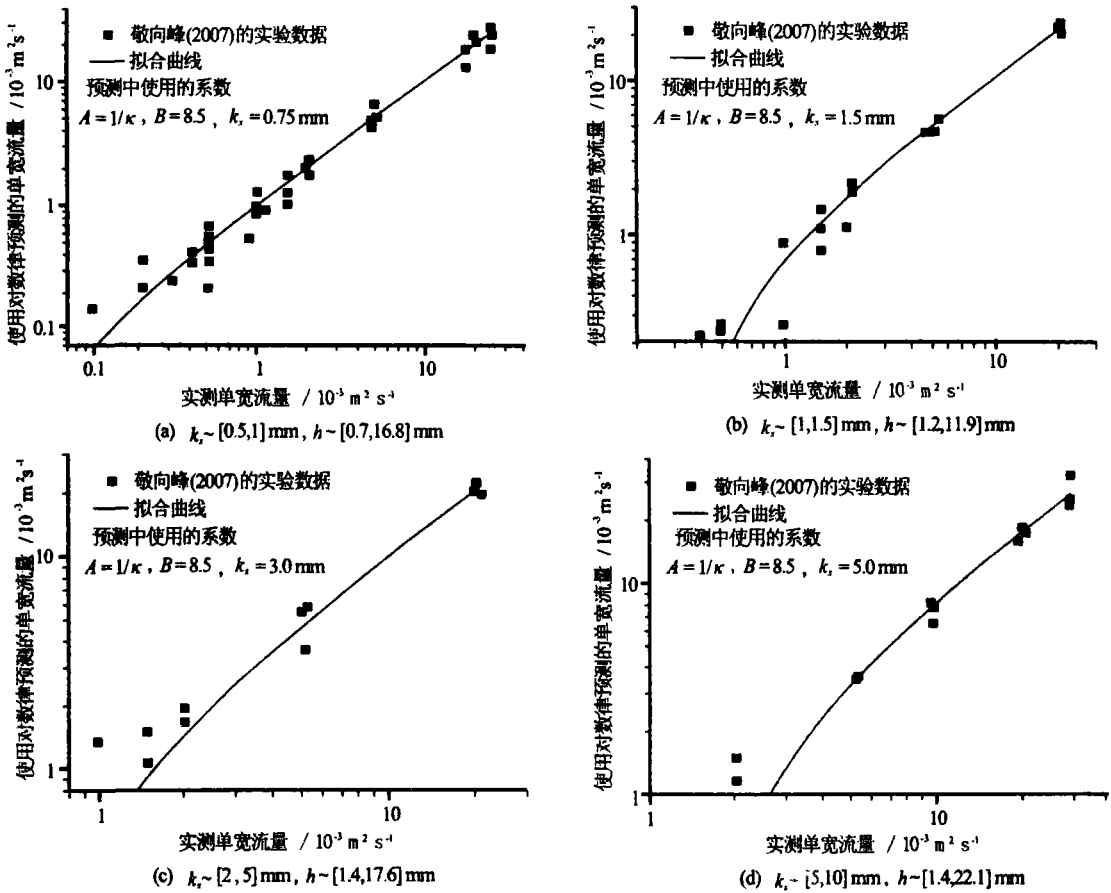 使用对数律预测的单宽流量 / 10⁻³ m²s⁻¹
10
1
0.1
敬向峰(2007)的实验数据
拟合曲线
预测中使用的系数
A=1/κ , B=8.5 , kₛ=0.75 mm
0.1
1
10
实测单宽流量 / 10⁻³ m² s⁻¹
(a) kₛ~ [0.5,1] mm , h~ [0.7,16.8] mm
使用对数律预测的单宽流量 / 10⁻³ m²s⁻¹
10
1
敬向峰(2007)的实验数据
拟合曲线
预测中使用的系数
A=1/κ , B=8.5 , kₛ=1.5 mm
1
10
实测单宽流量 / 10⁻³ m² s⁻¹
(b) kₛ~ [1,1.5] mm , h~ [1.2,11.9] mm
使用对数律预测的单宽流量 / 10⁻³ m²s⁻¹
10
1
敬向峰(2007)的实验数据
拟合曲线
预测中使用的系数
A=1/κ , B=8.5 , kₛ=3.0 mm
1
10
实测单宽流量 / 10⁻³ m² s⁻¹
(c) kₛ~ [2,5] mm , h~ [1.4,17.6] mm
使用对数律预测的单宽流量 / 10⁻³ m²s⁻¹
10
1
敬向峰(2007)的实验数据
拟合曲线
预测中使用的系数
A=1/κ , B=8.5 , kₛ=5.0 mm
1
10
实测单宽流量 / 10⁻³ m² s⁻¹
(d) kₛ~ [5,10] mm , h~ [1.4,22.1] mm